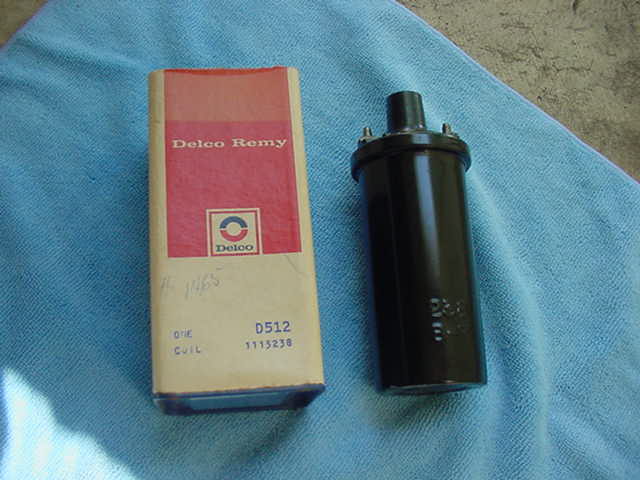 Delco Remy
Delco
ONE D512
COIL 1115238